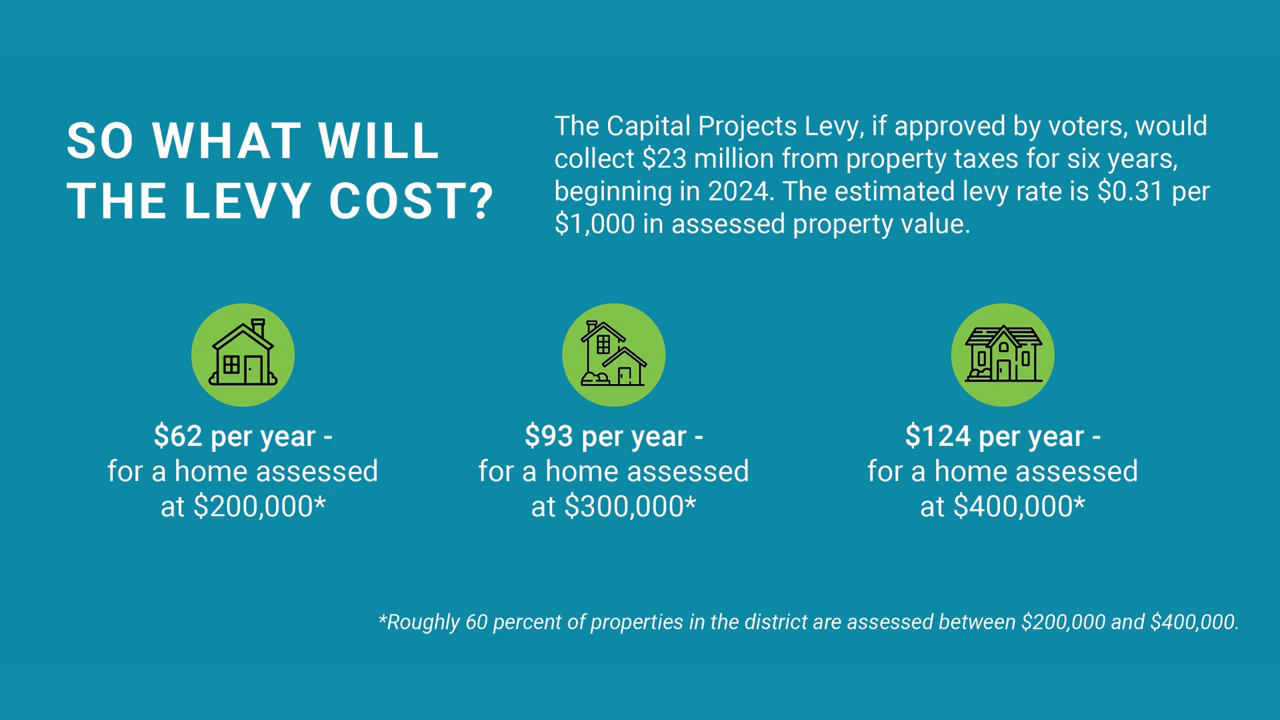 SO WHAT WILL
THE LEVY COST?
The Capital Projects Levy, if approved by voters, would
collect $23 million from property taxes for six years,
beginning in 2024. The estimated levy rate is $0.31 per
$1,000 in assessed property value.
$62 per year -
for a home assessed
at $200,000*
$93 per year -
for a home assessed
at $300,000*
$124 per year -
for a home assessed
at $400,000*
*Roughly 60 percent of properties in the district are assessed between $200,000 and $400,000.